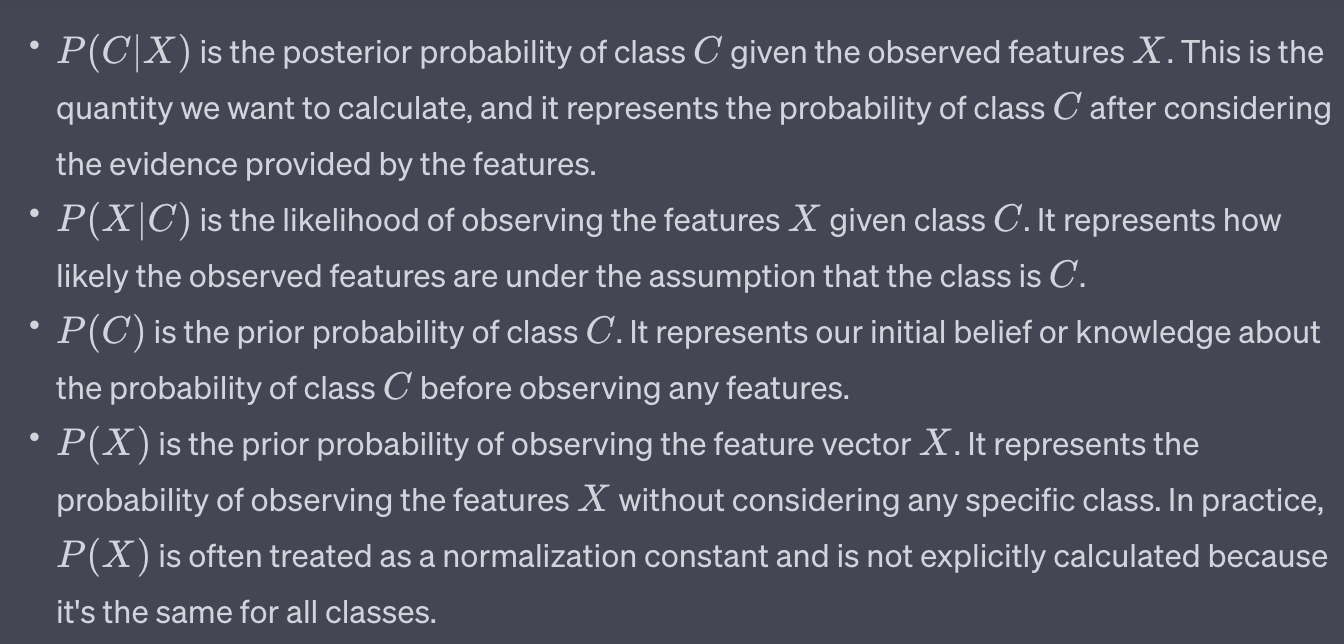 • P(C|X) is the posterior probability of class C given the observed features X. This is the
quantity we want to calculate, and it represents the probability of class C after considering
the evidence provided by the features.
• P(X|C) is the likelihood of observing the features X given class C. It represents how
likely the observed features are under the assumption that the class is C.
• P(C) is the prior probability of class C. It represents our initial belief or knowledge about
the probability of class C before observing any features.
• P(X) is the prior probability of observing the feature vector X. It represents the
probability of observing the features X without considering any specific class. In practice,
P(X) is often treated as a normalization constant and is not explicitly calculated because
it's the same for all classes.